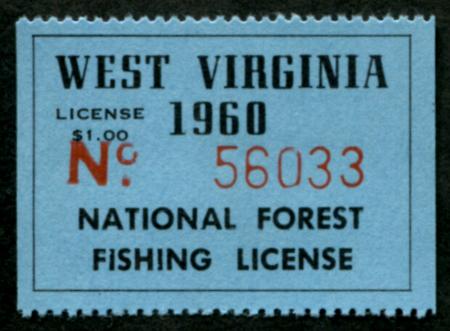 WEST VIRGINIA
LICENSE 1960
$1.00
Nº 56033
NATIONAL FOREST
FISHING LICENSE